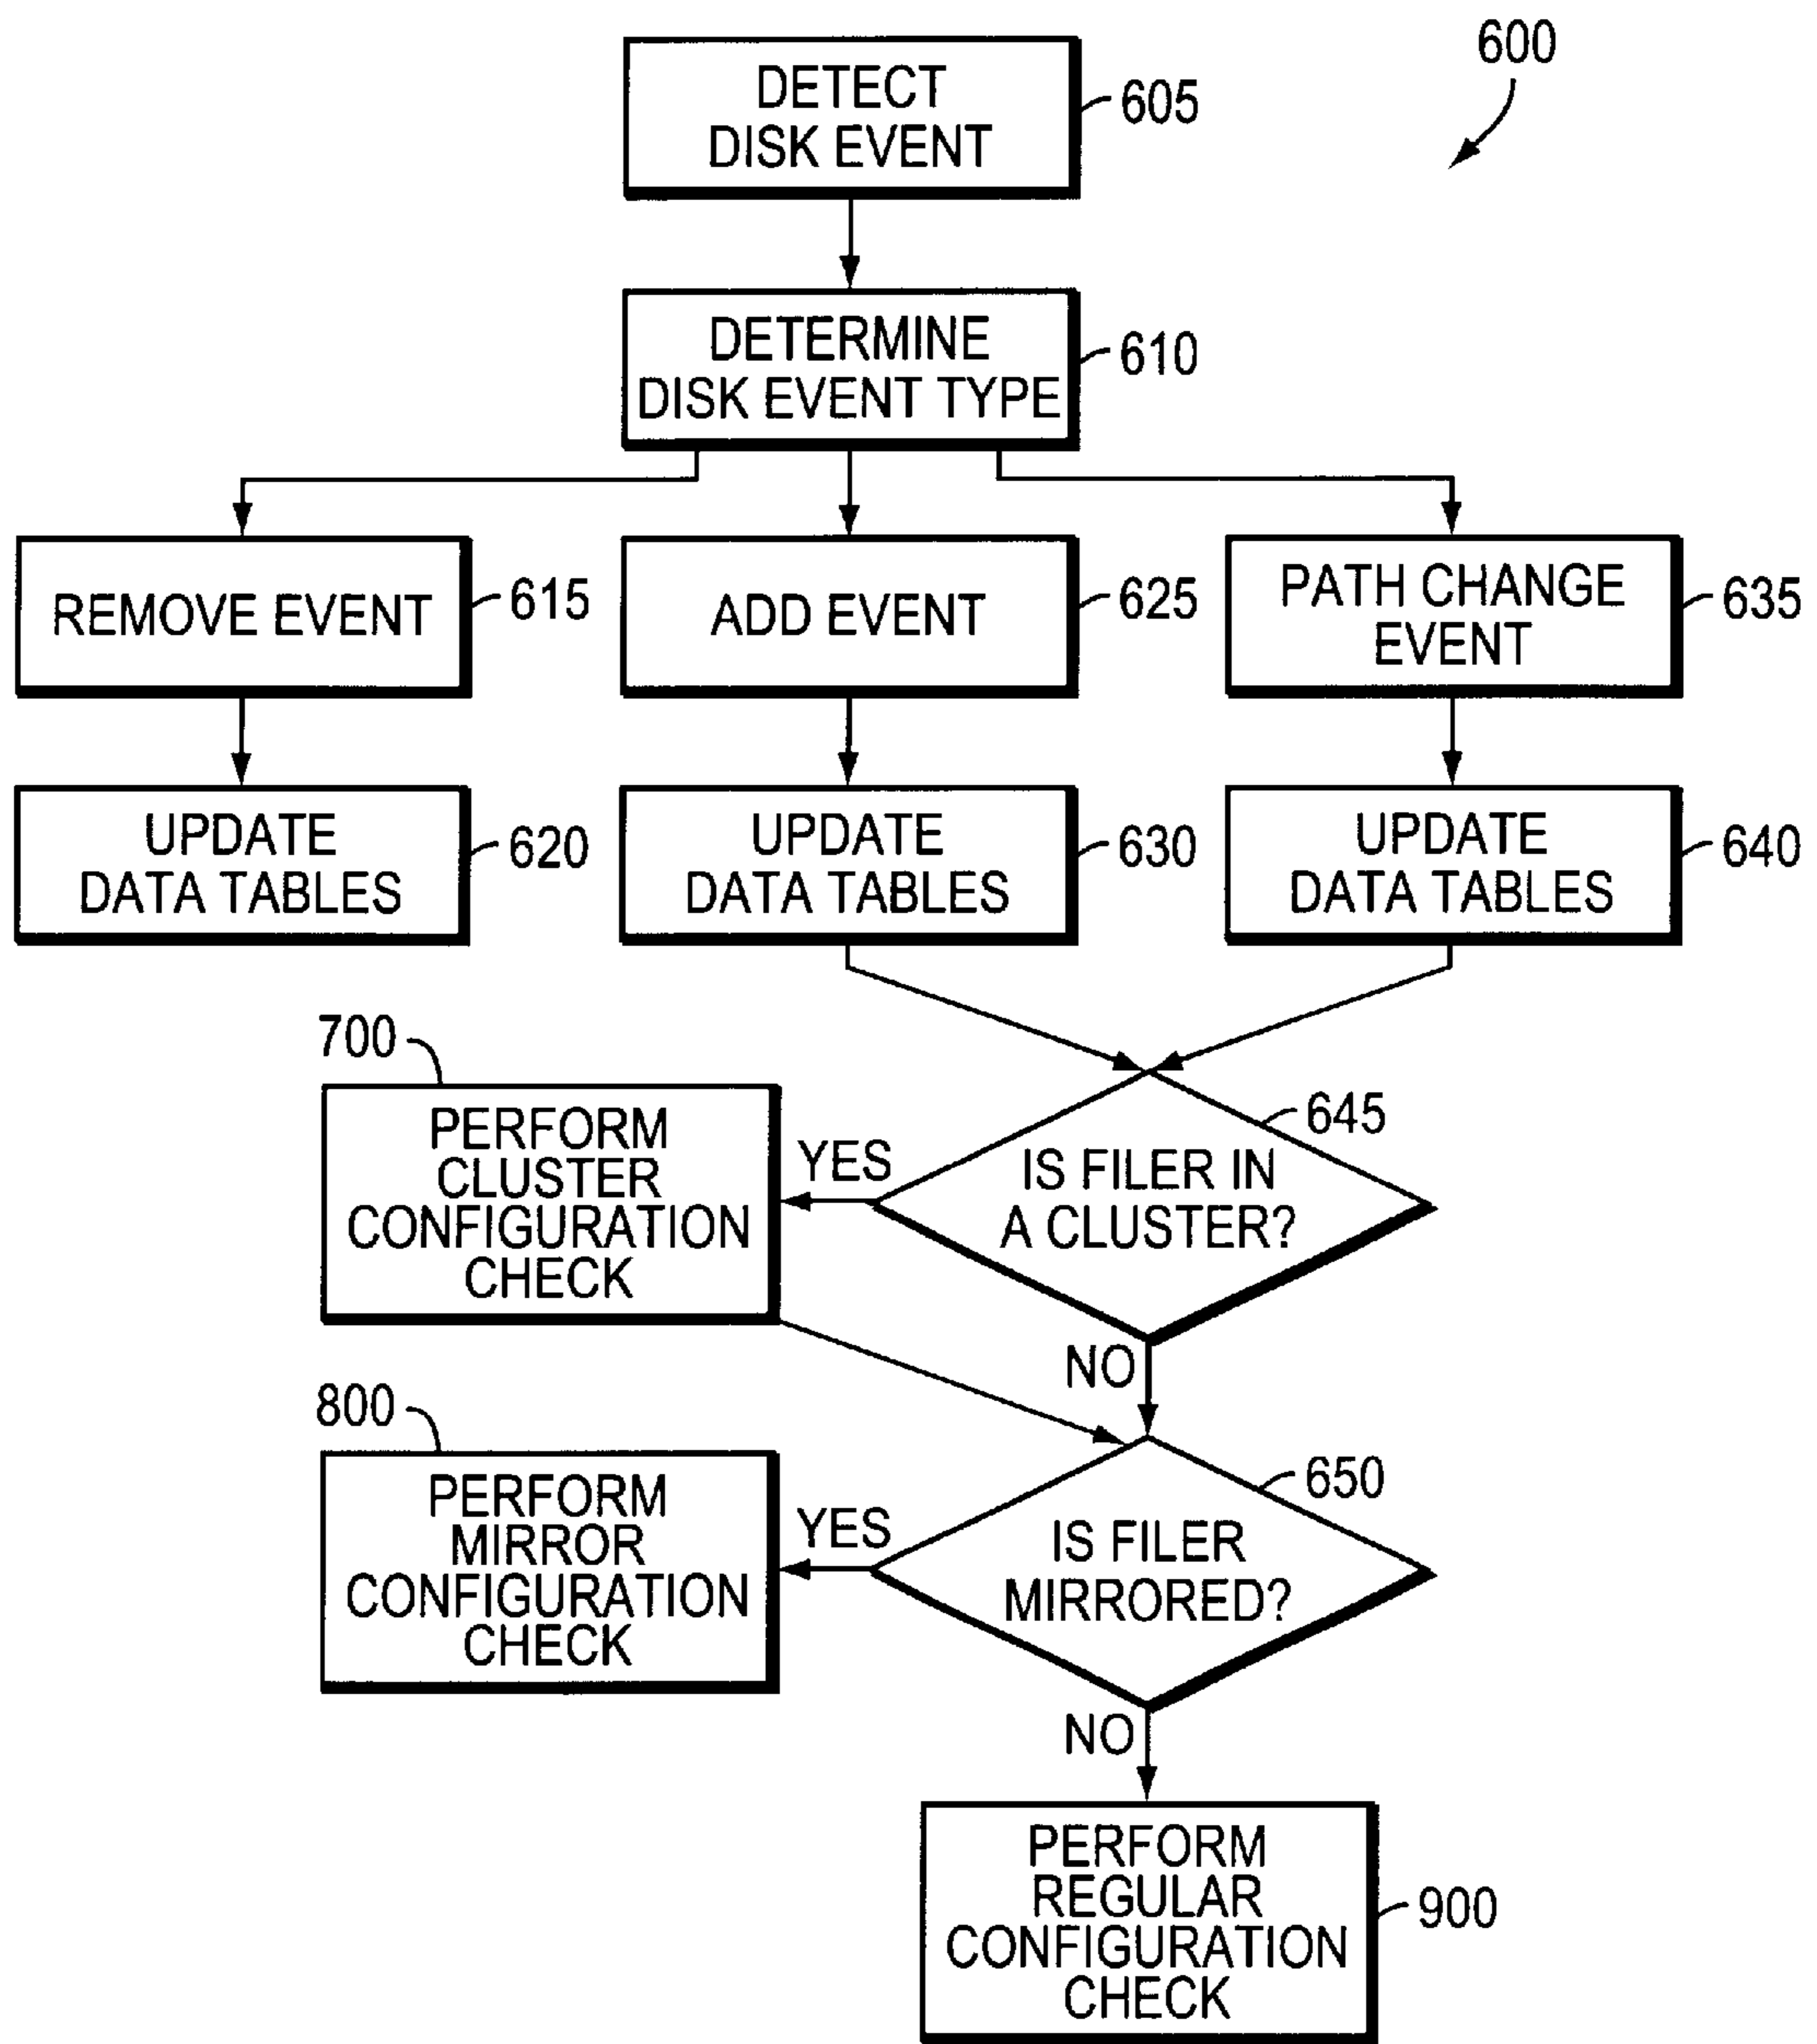 600
DETECT
DISK EVENT
605
DETERMINE
DISK EVENT TYPE
610
REMOVE EVENT
615
ADD EVENT
625
PATH CHANGE
EVENT
635
UPDATE
DATA TABLES
620
UPDATE
DATA TABLES
630
UPDATE
DATA TABLES
640
700
PERFORM
CLUSTER
CONFIGURATION
CHECK
YES
IS FILER IN
A CLUSTER?
645
NO
800
PERFORM
MIRROR
CONFIGURATION
CHECK
YES
IS FILER
MIRRORED?
650
NO
PERFORM
REGULAR
CONFIGURATION
CHECK
900